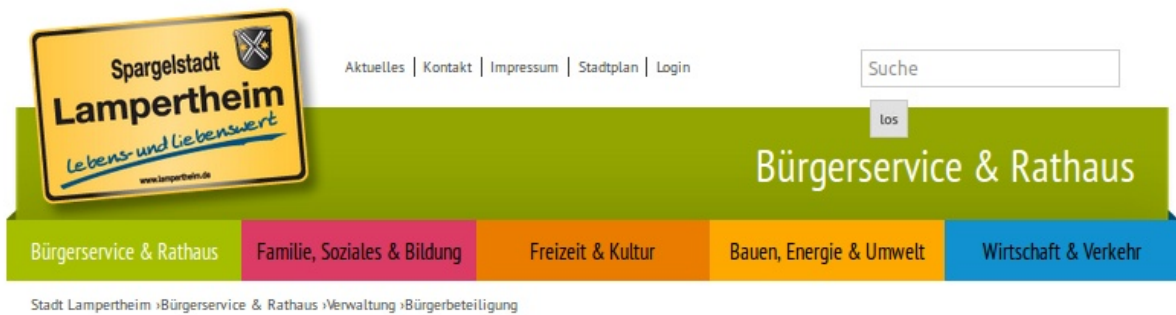 Spargelstadt
Lampertheim
Lebens- und Liebenswert
www.lampertheim.de
Aktuelles | Kontakt | Impressum | Stadtplan | Login
Suche
los
Bürgerservice & Rathaus
Bürgerservice & Rathaus
Familie, Soziales & Bildung
Freizeit & Kultur
Bauen, Energie & Umwelt
Wirtschaft & Verkehr
Stadt Lampertheim ›Bürgerservice & Rathaus ›Verwaltung ›Bürgerbeteiligung